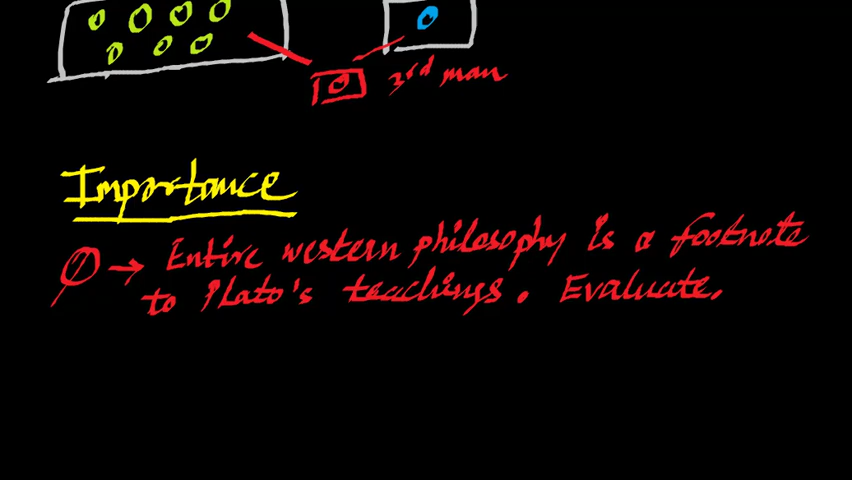 3rd man
Importance
Q → Entire western philosophy is a footnote
to Plato's teachings. Evaluate.